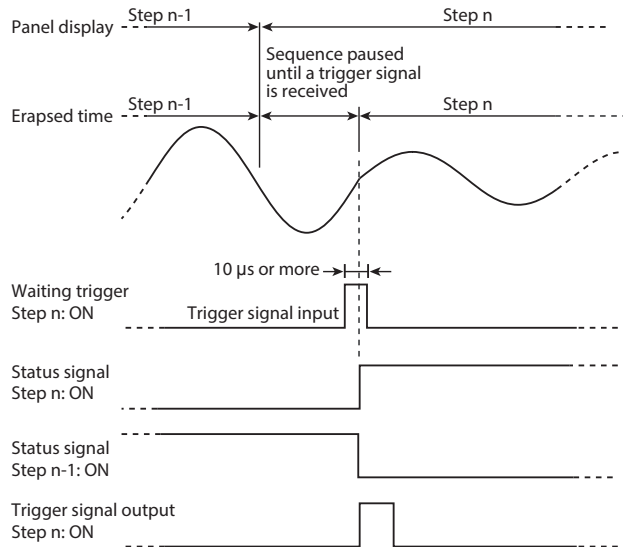 Panel display
Step n-1
Step n
Sequence paused
until a trigger signal
is received
Erapsed time
Step n-1
Step n
10 µs or more
Waiting trigger
Step n: ON
Trigger signal input
Status signal
Step n: ON
Status signal
Step n-1: ON
Trigger signal output
Step n: ON